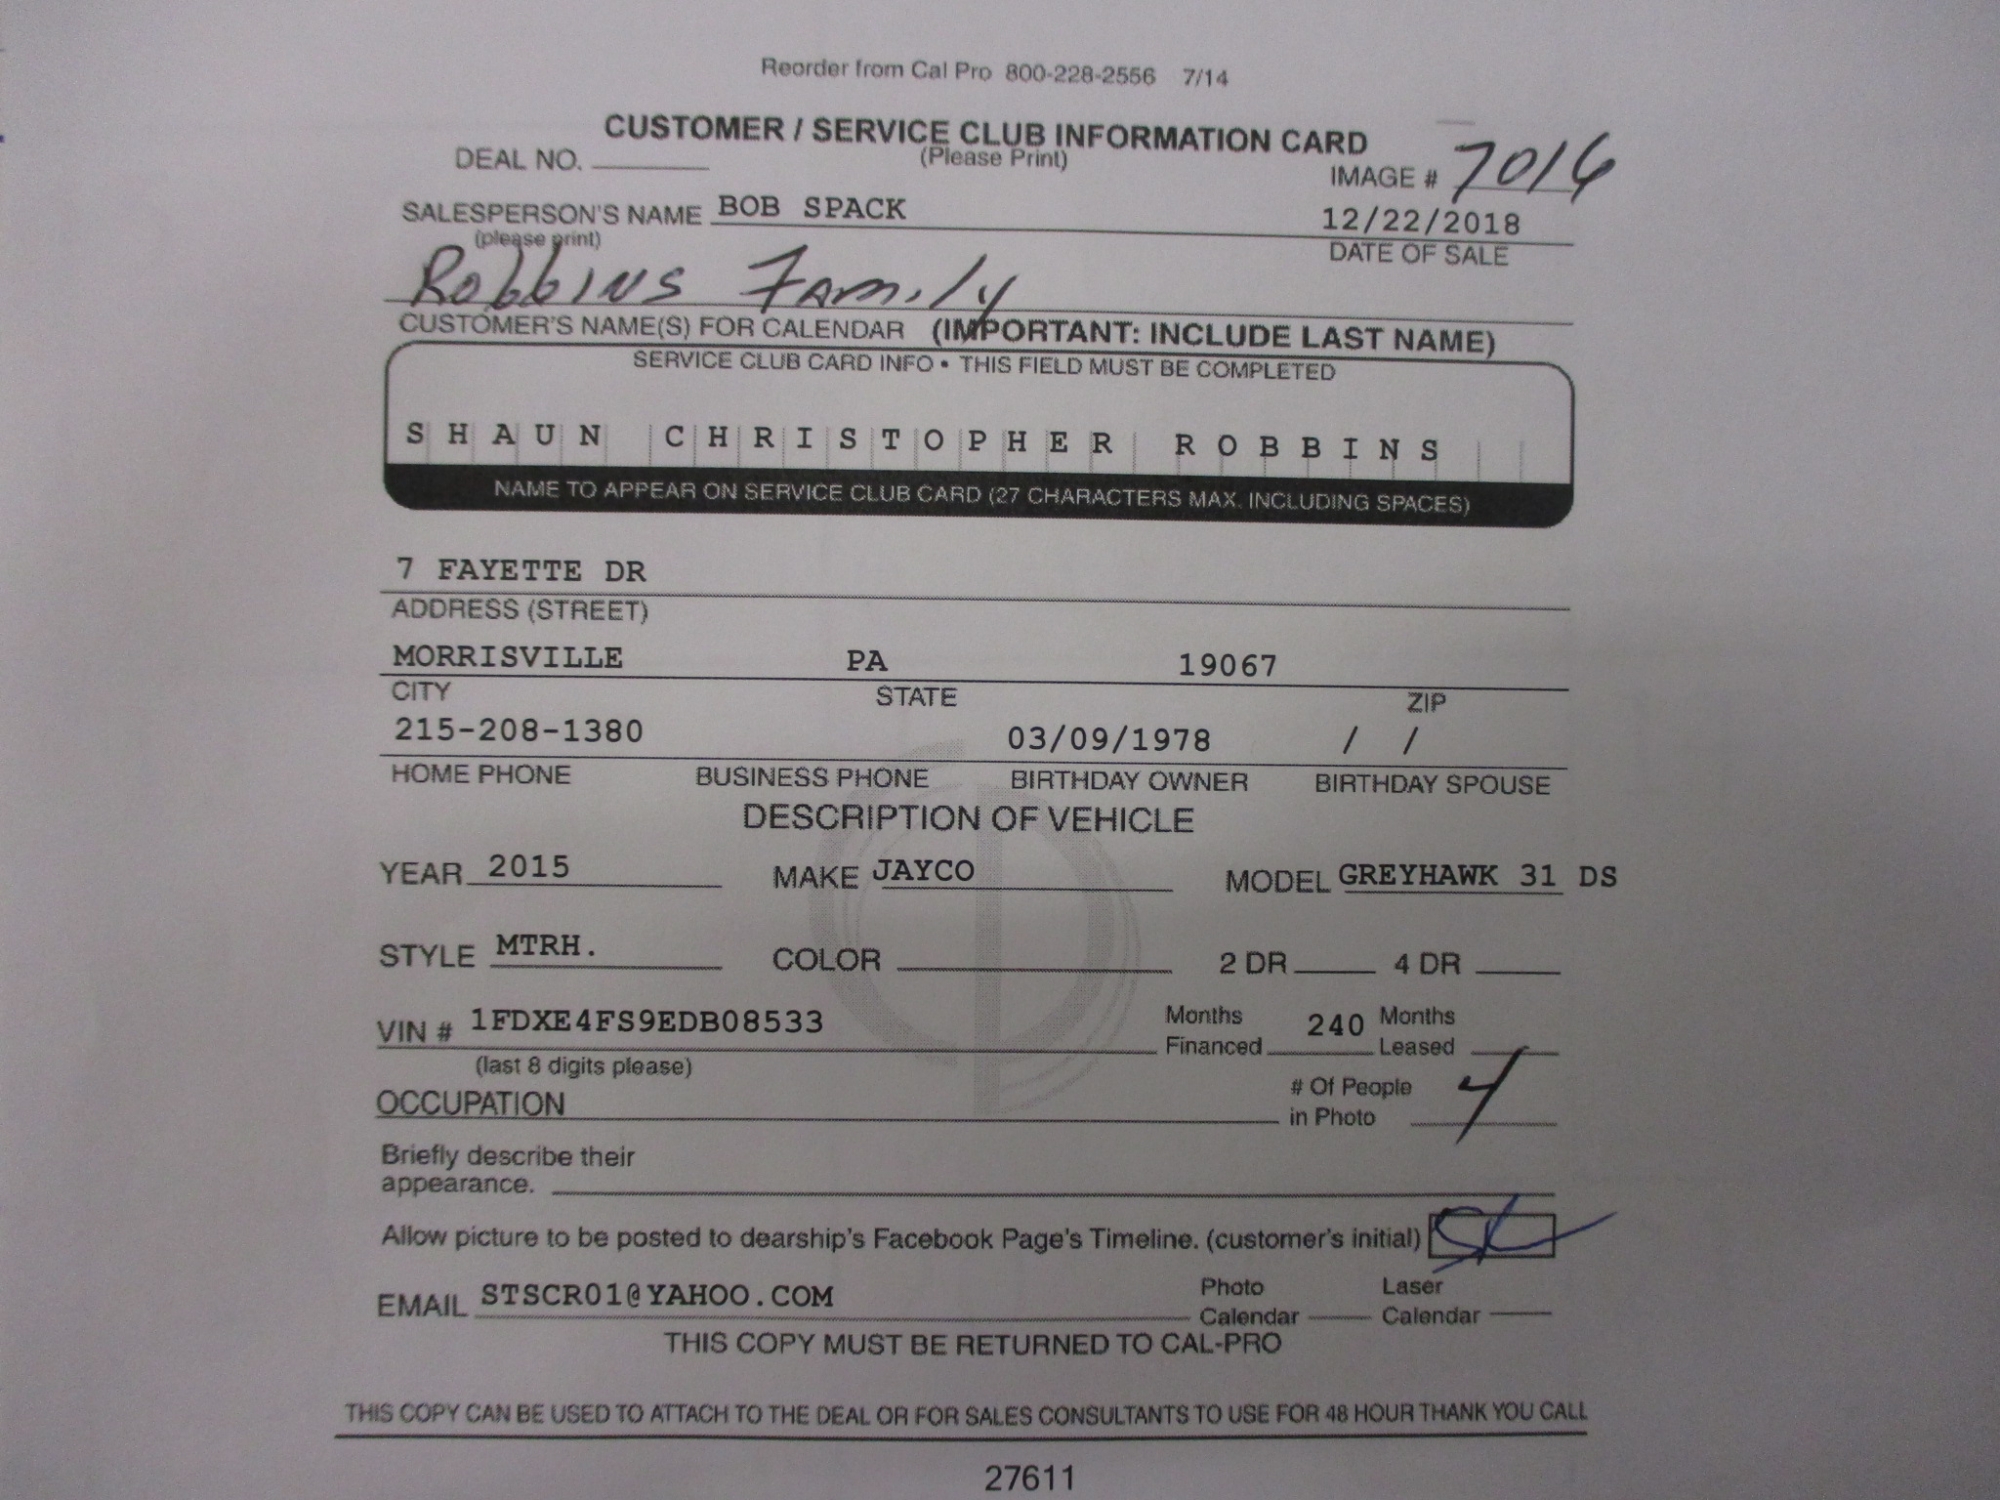 Reorder from Cal Pro 800-228-2556 7/14
CUSTOMER / SERVICE CLUB INFORMATION CARD
DEAL NO. (Please Print) IMAGE # 7016
SALESPERSON'S NAME BOB SPACK 12/22/2018
(please print) DATE OF SALE
Robbins Family
CUSTOMER'S NAME(S) FOR CALENDAR (IMPORTANT: INCLUDE LAST NAME)
SERVICE CLUB CARD INFO • THIS FIELD MUST BE COMPLETED
SHAUN CHRISTOPHER ROBBINS
NAME TO APPEAR ON SERVICE CLUB CARD (27 CHARACTERS MAX. INCLUDING SPACES)
7 FAYETTE DR
ADDRESS (STREET)
MORRISVILLE PA 19067
CITY STATE ZIP
215-208-1380 03/09/1978 / /
HOME PHONE BUSINESS PHONE BIRTHDAY OWNER BIRTHDAY SPOUSE
DESCRIPTION OF VEHICLE
YEAR 2015 MAKE JAYCO MODEL GREYHAWK 31 DS
STYLE MTRH. COLOR 2 DR 4 DR
VIN # 1FDXE4FS9EDB08533 Months Financed 240 Months Leased
(last 8 digits please)
OCCUPATION # Of People in Photo 4
Briefly describe their
appearance.
Allow picture to be posted to dearship's Facebook Page's Timeline. (customer's initial)
EMAIL STSCR01@YAHOO.COM Photo Calendar Laser Calendar
THIS COPY MUST BE RETURNED TO CAL-PRO
THIS COPY CAN BE USED TO ATTACH TO THE DEAL OR FOR SALES CONSULTANTS TO USE FOR 48 HOUR THANK YOU CALL
27611